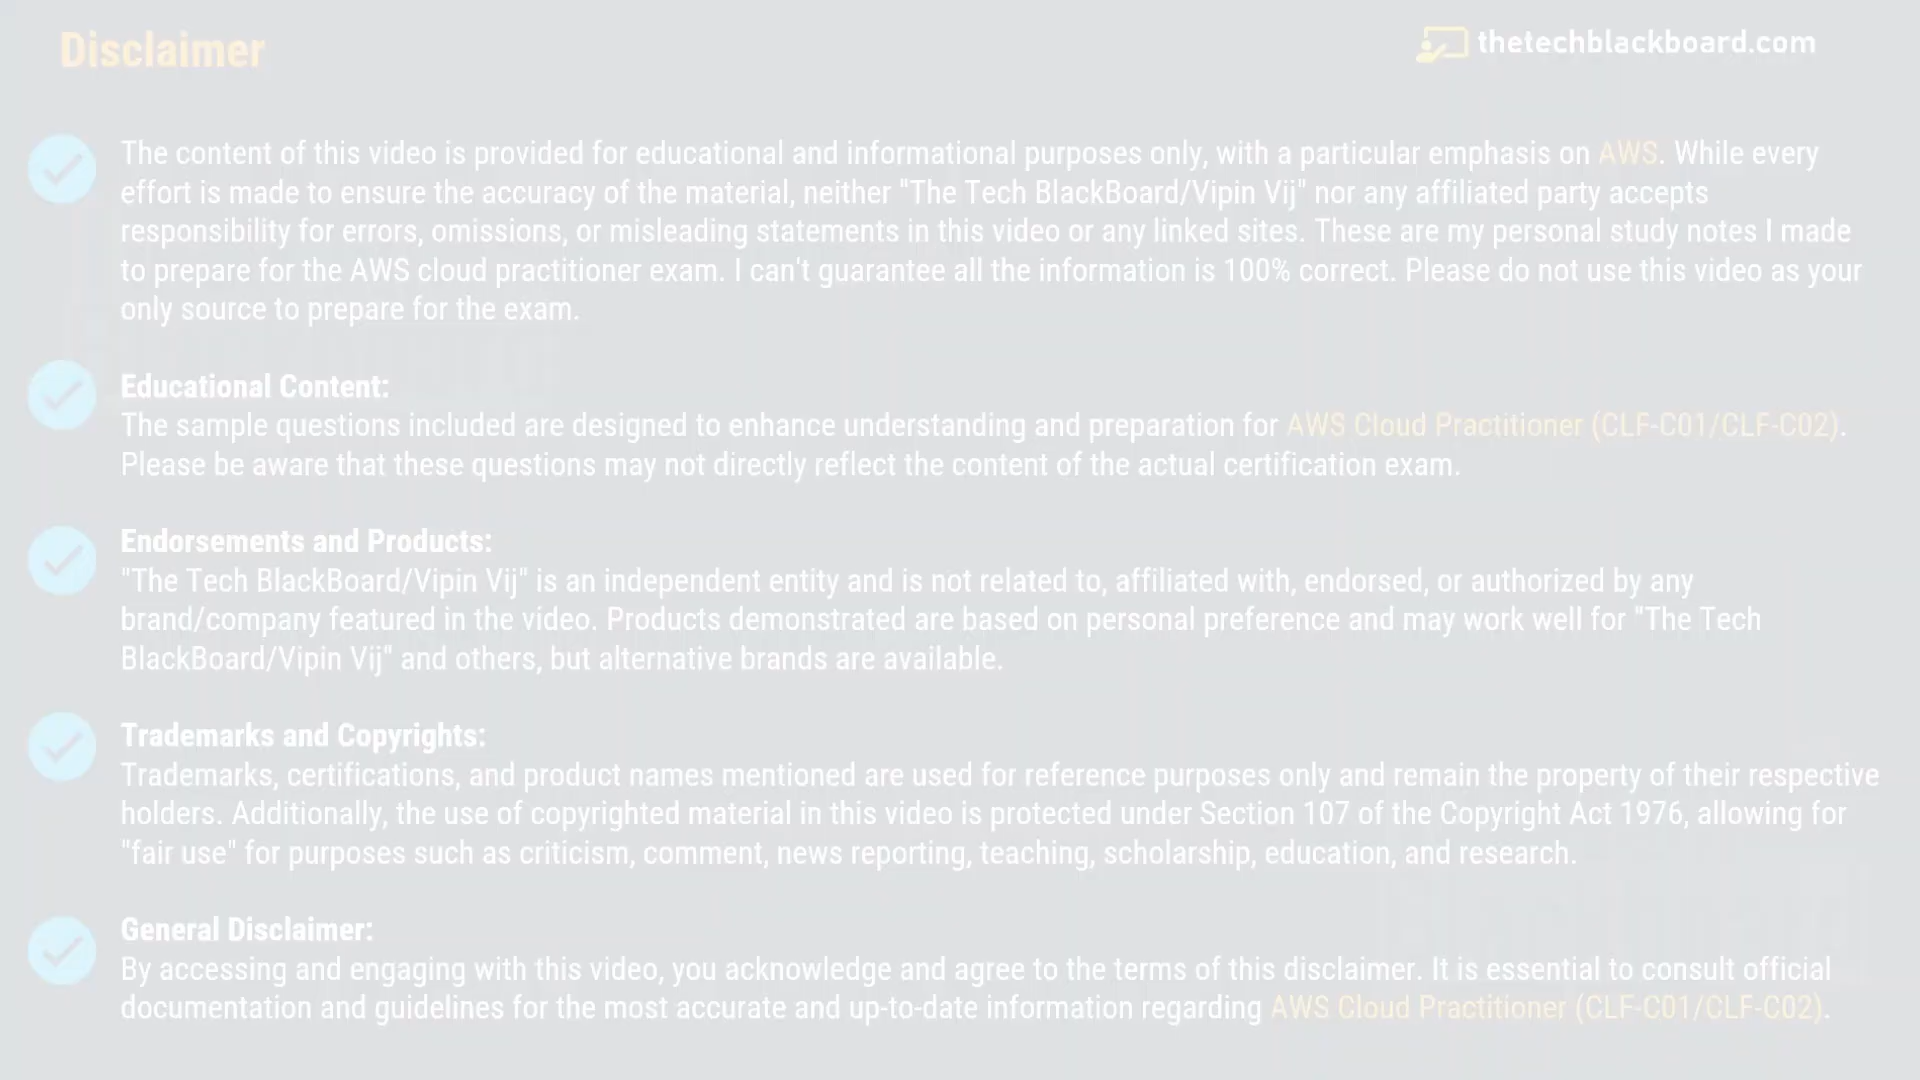 Disclaimer
thetechblackboard.com
The content of this video is provided for educational and informational purposes only, with a particular emphasis on AWS. While every
effort is made to ensure the accuracy of the material, neither "The Tech BlackBoard/Vipin Vij" nor any affiliated party accepts
responsibility for errors, omissions, or misleading statements in this video or any linked sites. These are my personal study notes I made
to prepare for the AWS cloud practitioner exam. I can't guarantee all the information is 100% correct. Please do not use this video as your
only source to prepare for the exam.
Educational Content:
The sample questions included are designed to enhance understanding and preparation for AWS Cloud Practitioner (CLF-C01/CLF-C02).
Please be aware that these questions may not directly reflect the content of the actual certification exam.
Endorsements and Products:
"The Tech BlackBoard/Vipin Vij" is an independent entity and is not related to, affiliated with, endorsed, or authorized by any
brand/company featured in the video. Products demonstrated are based on personal preference and may work well for "The Tech
BlackBoard/Vipin Vij" and others, but alternative brands are available.
Trademarks and Copyrights:
Trademarks, certifications, and product names mentioned are used for reference purposes only and remain the property of their respective
holders. Additionally, the use of copyrighted material in this video is protected under Section 107 of the Copyright Act 1976, allowing for
"fair use" for purposes such as criticism, comment, news reporting, teaching, scholarship, education, and research.
General Disclaimer:
By accessing and engaging with this video, you acknowledge and agree to the terms of this disclaimer. It is essential to consult official
documentation and guidelines for the most accurate and up-to-date information regarding AWS Cloud Practitioner (CLF-C01/CLF-C02).